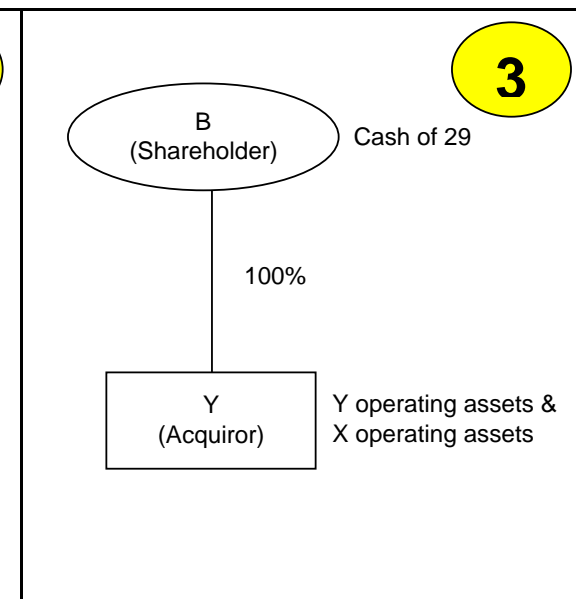 3
B
(Shareholder)
Cash of 29
100%
Y
(Acquiror)
Y operating assets &
X operating assets